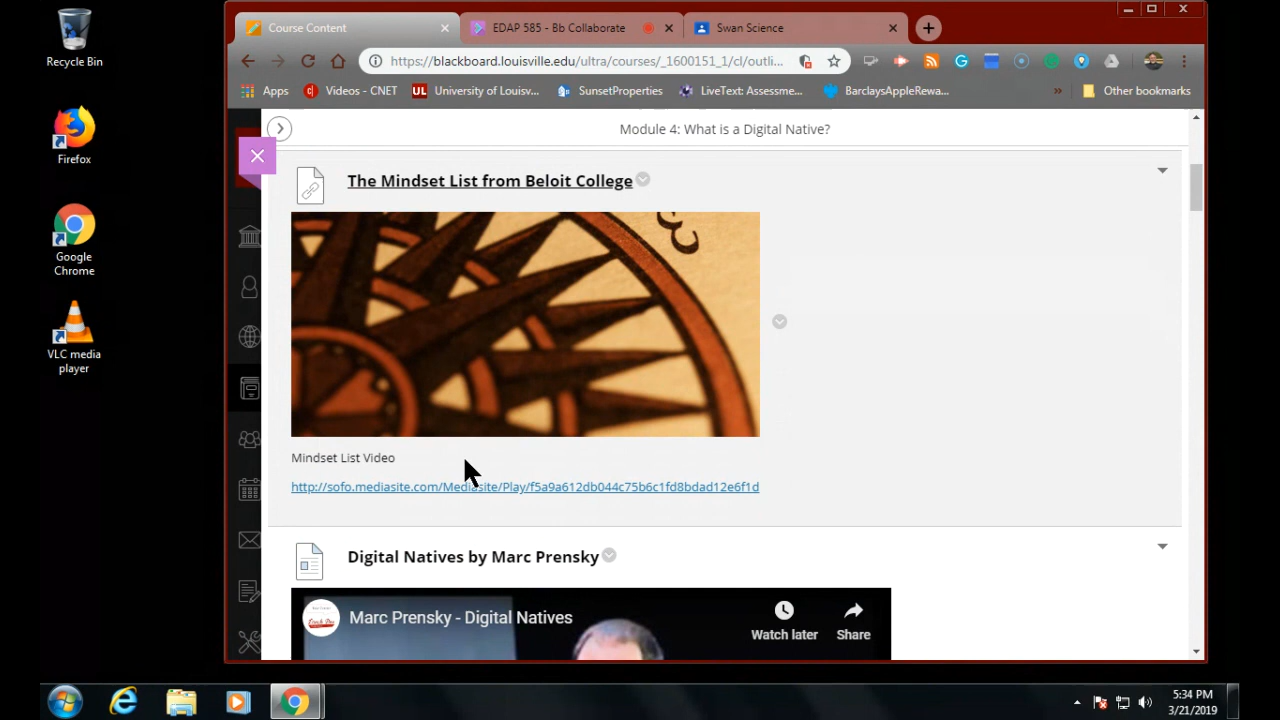 Recycle Bin
Firefox
Google
Chrome
VLC media
player
Course Content
EDAP 585 - Bb Collaborate
Swan Science
https://blackboard.louisville.edu/ultra/courses/_1600151_1/cl/outli...
Apps
Videos - CNET
UL
University of Louisv...
SunsetProperties
LiveText: Assessme...
BarclaysAppleRewa...
»
Other bookmarks
Module 4: What is a Digital Native?
The Mindset List from Beloit College
Mindset List Video
http://sofo.mediasite.com/Mediasite/Play/f5a9a612db044c75b6c1fd8bdad12e6f1d
Digital Natives by Marc Prensky
Marc Prensky - Digital Natives
Watch later
Share
5:34 PM
3/21/2019